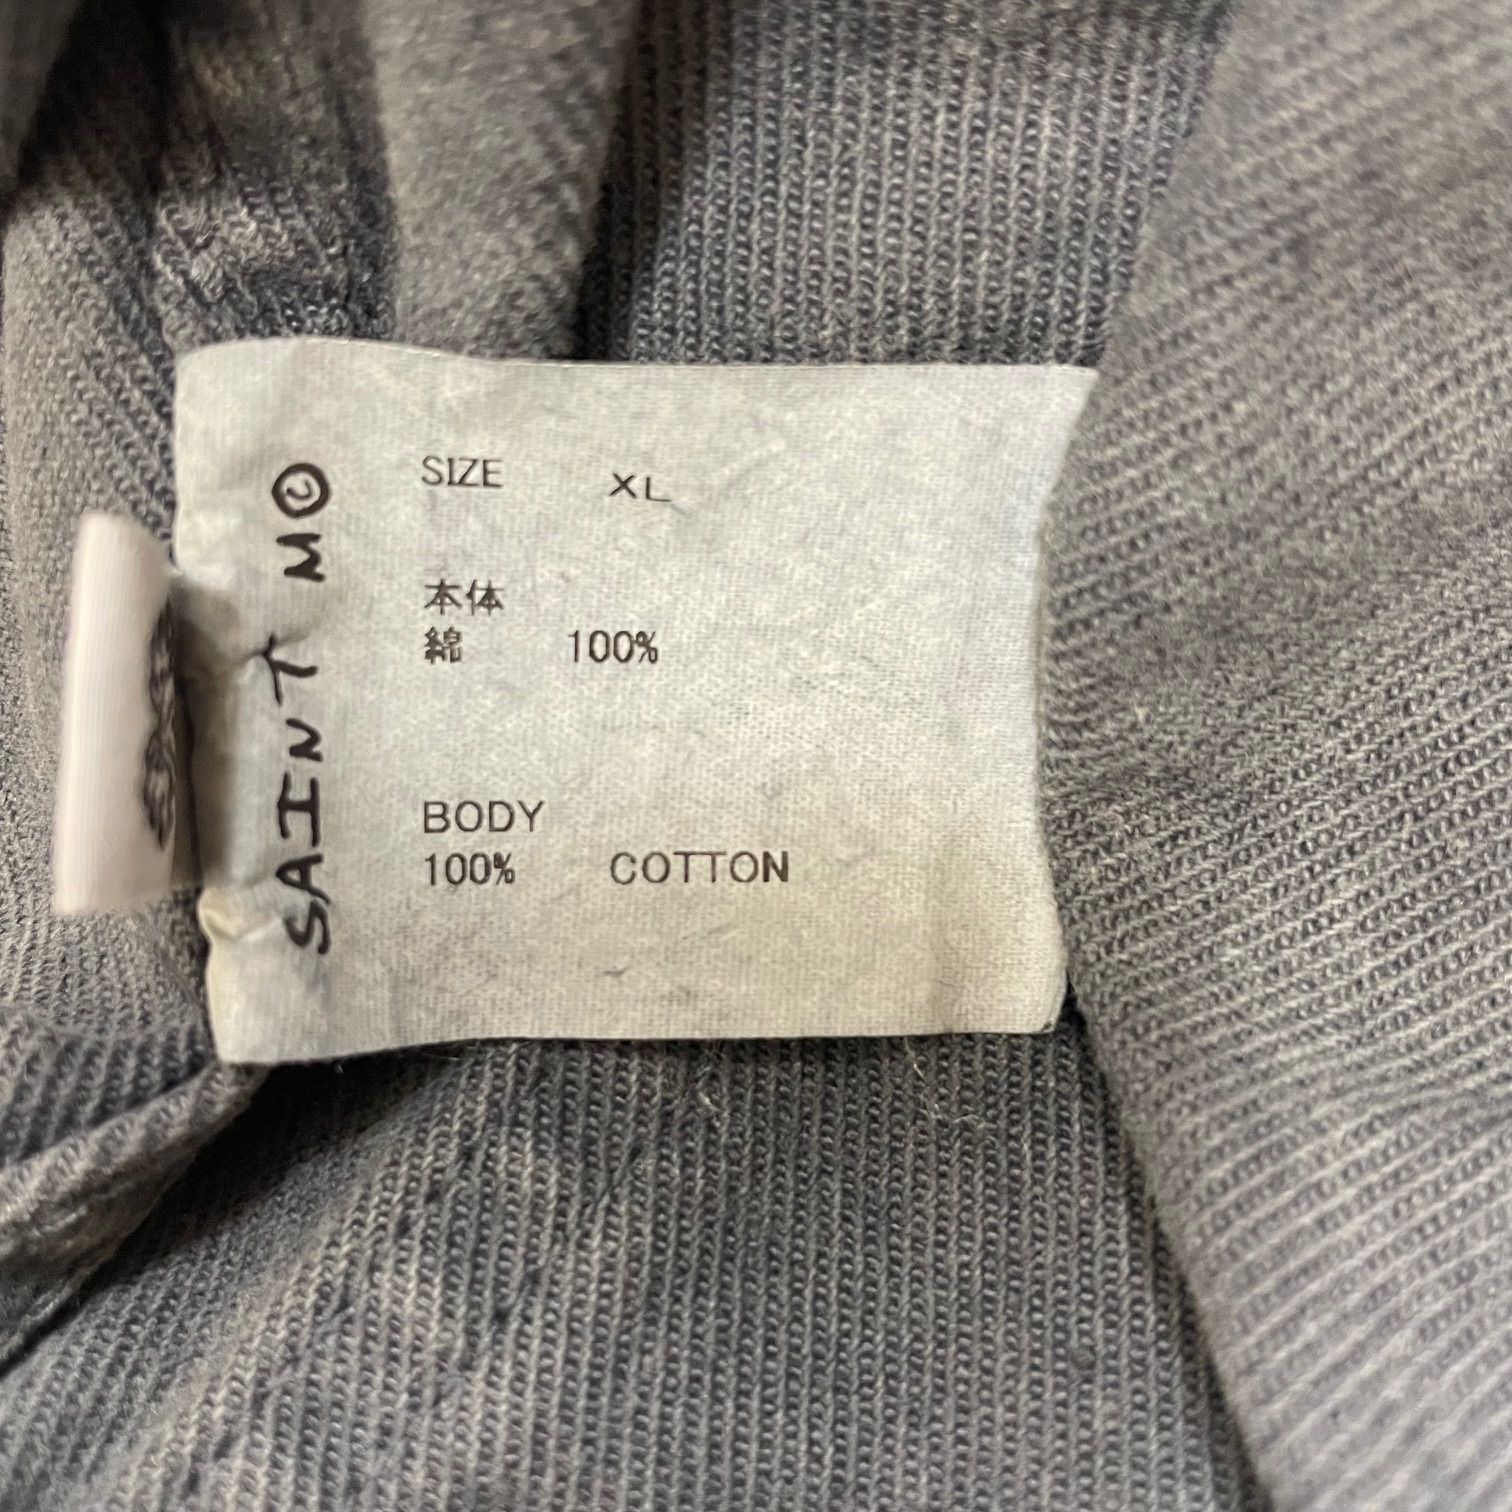 SAINT M©
SIZE XL
本体
綿 100%
BODY
100% COTTON